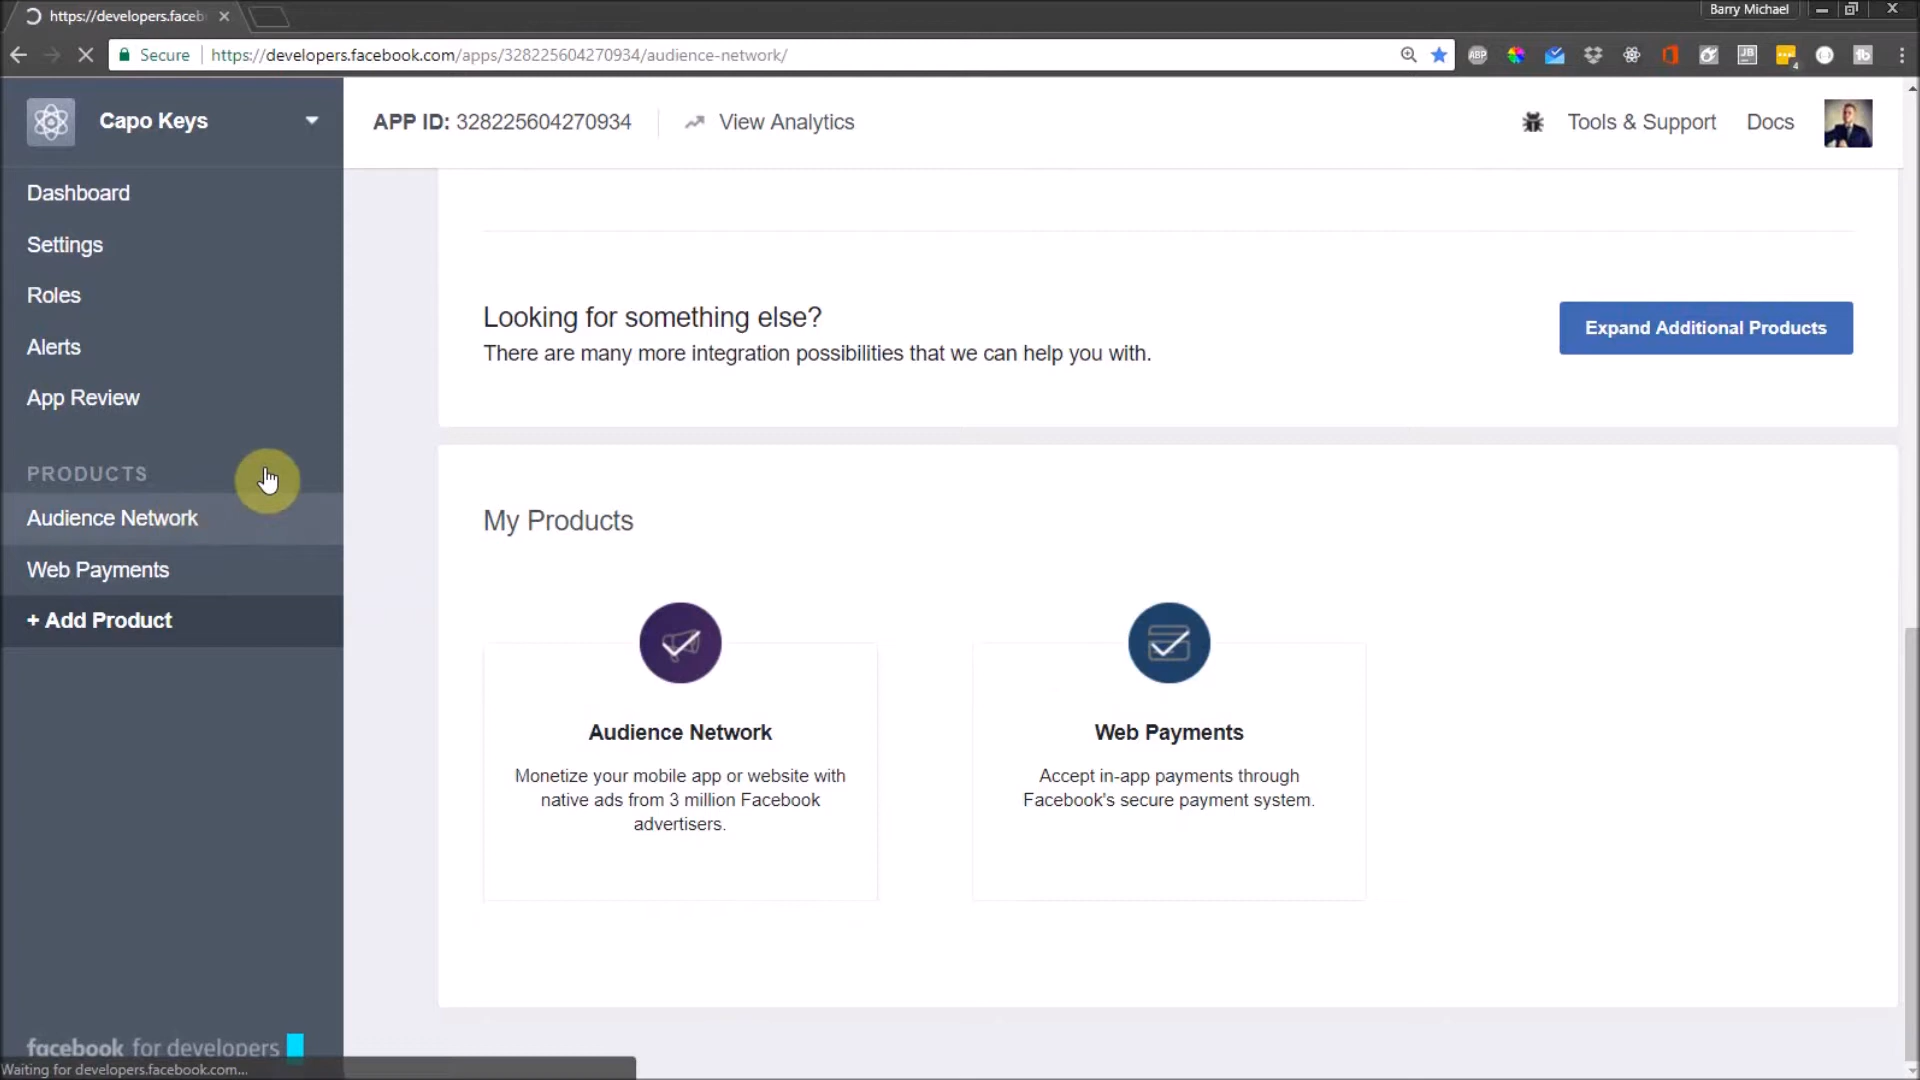 https://developers.faceb
Barry Michael
Secure
https://developers.facebook.com/apps/328225604270934/audience-network/
ABP
JB
4
Capo Keys
APP ID: 328225604270934
View Analytics
Tools & Support
Docs
Dashboard
Settings
Roles
Alerts
App Review
PRODUCTS
Audience Network
Web Payments
+ Add Product
Looking for something else?
There are many more integration possibilities that we can help you with.
Expand Additional Products
My Products
Audience Network
Monetize your mobile app or website with
native ads from 3 million Facebook
advertisers.
Web Payments
Accept in-app payments through
Facebook's secure payment system.
facebook for developers
Waiting for developers.facebook.com...